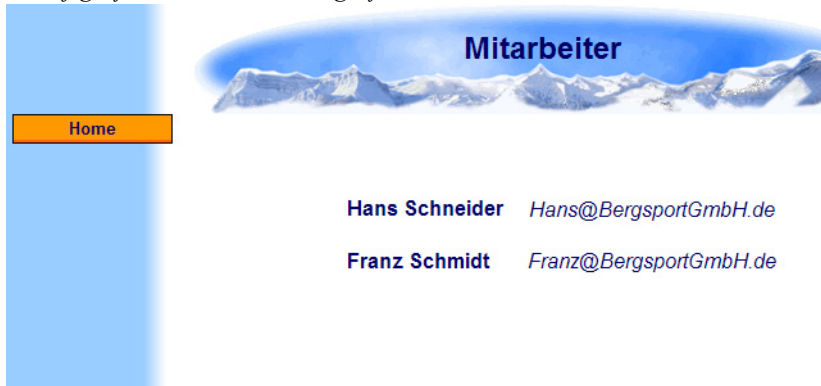 Mitarbeiter
Home
Hans Schneider Hans@BergsportGmbH.de
Franz Schmidt Franz@BergsportGmbH.de